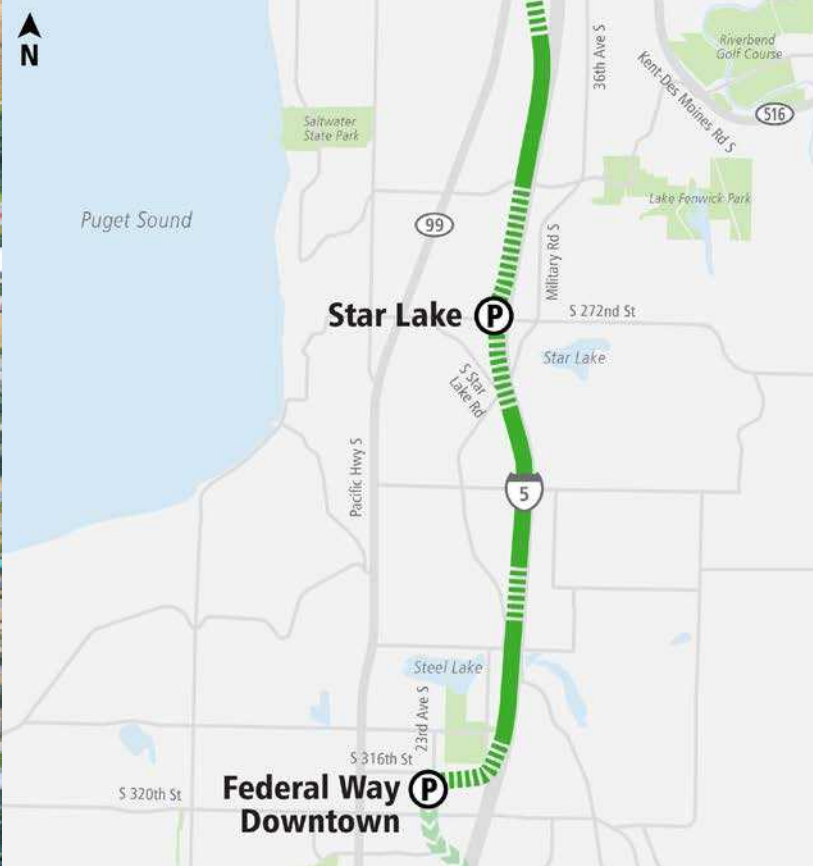 N
36th Ave S
Riverbend
Golf Course
Kent-Des Moines Rd S
516
Saltwater
State Park
Lake Fenwick Park
Puget Sound
99
Military Rd S
Star Lake
P
S 272nd St
Star Lake
S Star
Lake Rd
Pacific Hwy S
5
Steel Lake
23rd Ave S
S 316th St
Federal Way
Downtown
P
S 320th St